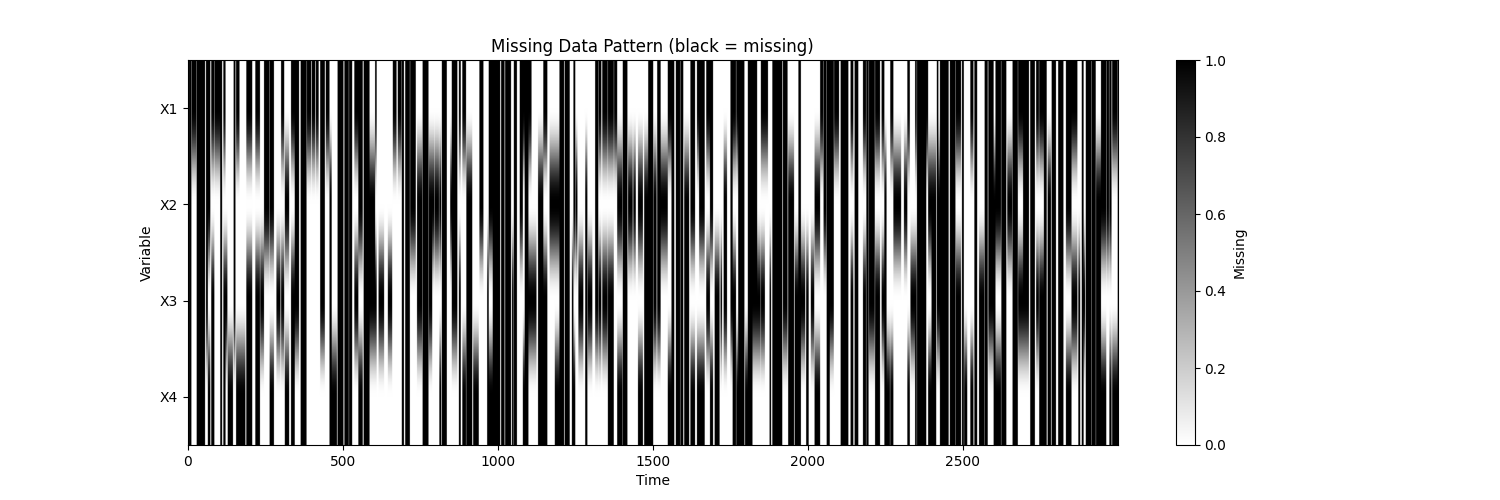 Missing Data Pattern (black = missing)
Variable
X1
X2
X3
X4
0 500 1000 1500 2000 2500
Time
1.0
0.8
0.6
0.4
0.2
0.0
Missing